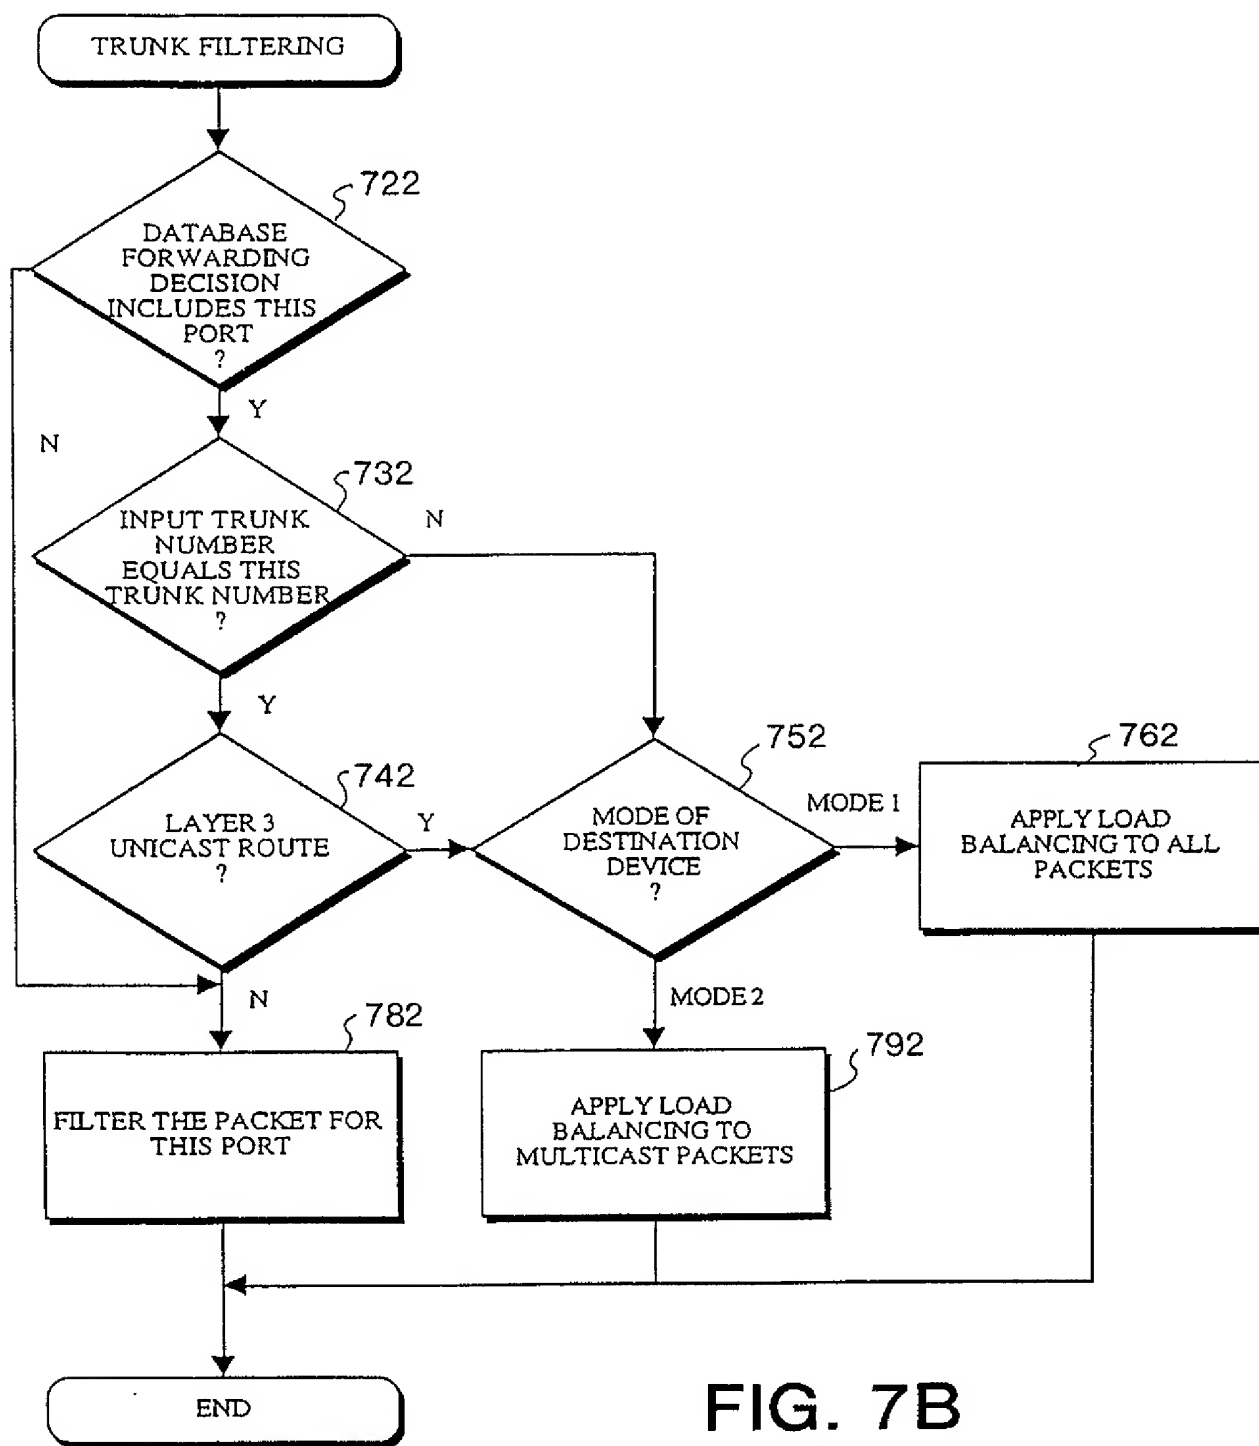 TRUNK FILTERING
722
DATABASE
FORWARDING
DECISION
INCLUDES THIS
PORT
?
Y
N
732
INPUT TRUNK
NUMBER
EQUALS THIS
TRUNK NUMBER
?
N
Y
742
LAYER 3
UNICAST ROUTE
?
Y
N
752
MODE OF
DESTINATION
DEVICE
?
MODE 1
MODE 2
762
APPLY LOAD
BALANCING TO ALL
PACKETS
782
FILTER THE PACKET FOR
THIS PORT
792
APPLY LOAD
BALANCING TO
MULTICAST PACKETS
END
FIG. 7B